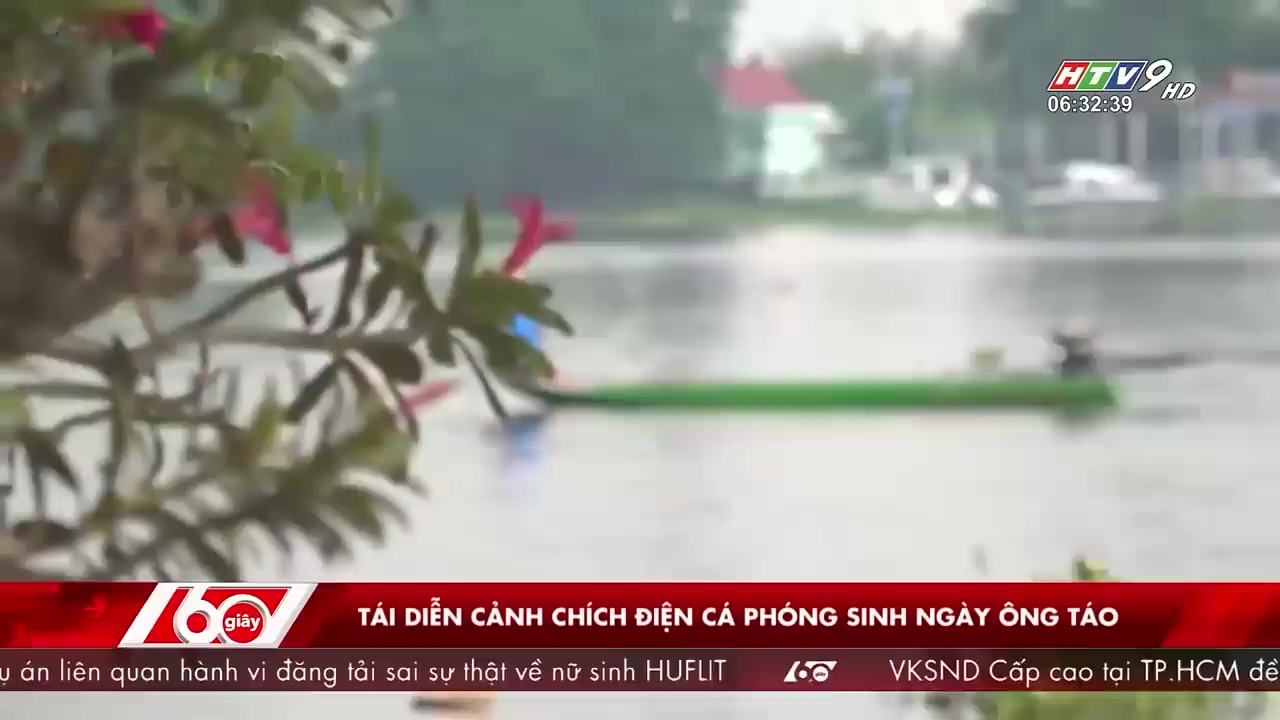 HTV9 HD
06:32:39
60 giây TÁI DIỄN CẢNH CHÍCH ĐIỆN CÁ PHÓNG SINH NGÀY ÔNG TÁO
án liên quan hành vi đăng tải sai sự thật về nữ sinh HUFLIT 60 giây VKSND Cấp cao tại TP.HCM đề